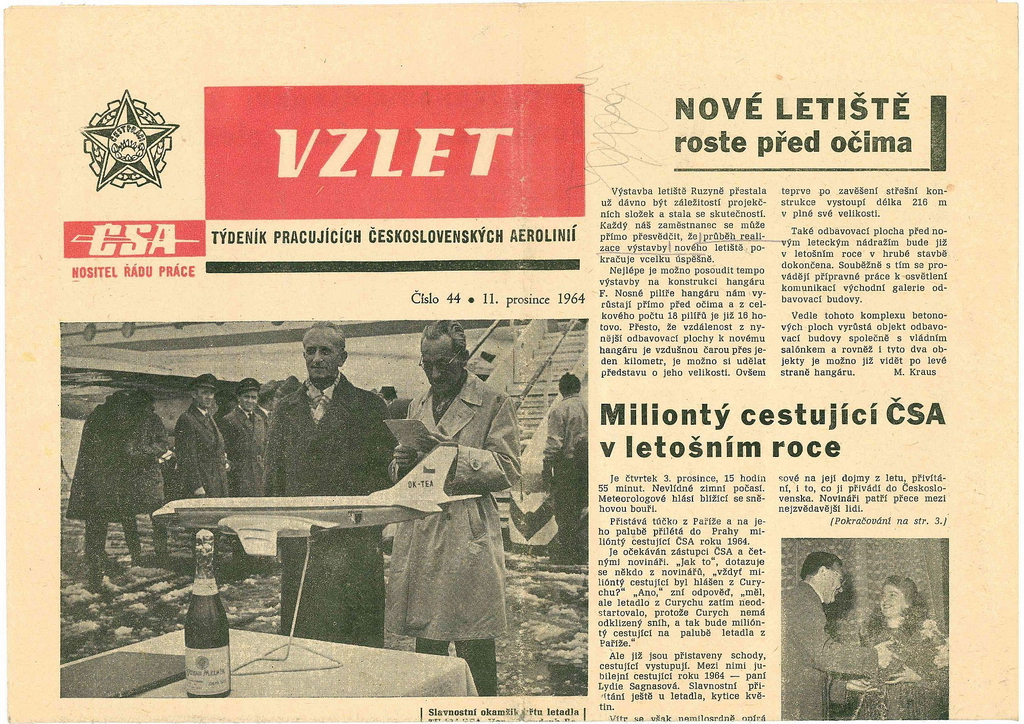 VZLET
ČSA
TÝDENÍK PRACUJÍCÍCH ČESKOSLOVENSKÝCH AEROLINIÍ
NOSITEL ŘÁDU PRÁCE
Číslo 44 • 11. prosince 1964
OK-TEA
Slavnostní okamžik křtu letadla
NOVÉ LETIŠTĚ
roste před očima
Výstavba letiště Ruzyně přestala
už dávno být záležitostí projekč-
ních složek a stala se skutečností.
Každý náš zaměstnanec se může
přímo přesvědčit, že průběh reali-
zace výstavby nového letiště po-
kračuje vcelku úspěšně.
Nejlépe je možno posoudit tempo
výstavby na konstrukci hangáru
F. Nosné pilíře hangáru nám vy-
růstají přímo před očima a z cel-
kového počtu 18 pilířů je již 16 ho-
tovo. Přesto, že vzdálenost z ny-
nější odbavovací plochy k novému
hangáru je vzdušnou čarou přes je-
den kilometr, je možno si udělat
představu o jeho velikosti. Ovšem
teprve po zavěšení střešní kon-
strukce vystoupí délka 216 m
v plné své velikosti.
Také odbavovací plocha před no-
vým leteckým nádražím bude již
v letošním roce v hrubé stavbě
dokončena. Souběžně s tím se pro-
vádějí přípravné práce k osvětlení
komunikací východní galerie od-
bavovací budovy.
Vedle tohoto komplexu betono-
vých ploch vyrůstá objekt odbavo-
vací budovy společně s vládním
salónkem a rovněž i tyto dva ob-
jekty je možno již vidět po levé
straně hangáru. M. Kraus
Miliontý cestující ČSA
v letošním roce
Je čtvrtek 3. prosince, 15 hodin
55 minut. Nevlídné zimní počasí.
Meteorologové hlásí blížící se sně-
hovou bouři.
Přistává túčko z Paříže a na je-
ho palubě přilétá do Prahy mi-
lióntý cestující ČSA roku 1964.
Je očekáván zástupci ČSA a čet-
nými novináři. „Jak to“, dotazuje
se někdo z novinářů, „vždyť mi-
lióntý cestující byl hlášen z Cury-
chu?“ „Ano,“ zní odpověď, „měl,
ale letadlo z Curychu zatím neod-
startovalo, protože Curych nemá
odklizený sníh, a tak bude milión-
tý cestující na palubě letadla z
Paříže.“
Ale již jsou přistaveny schody,
cestující vystupují. Mezi nimi ju-
bilejní cestující roku 1964 — paní
Lydie Sagnasová. Slavnostní při-
vítání ještě u letadla, kytice kvě-
tin.
Vítr se však nemilosrdně opírá
sové na její dojmy z letu, přivítá-
ní, i to, co ji přivádí do Českoslo-
venska. Novináři patří přece mezi
nejzvědavější lidi.
(Pokračování na str. 3.)